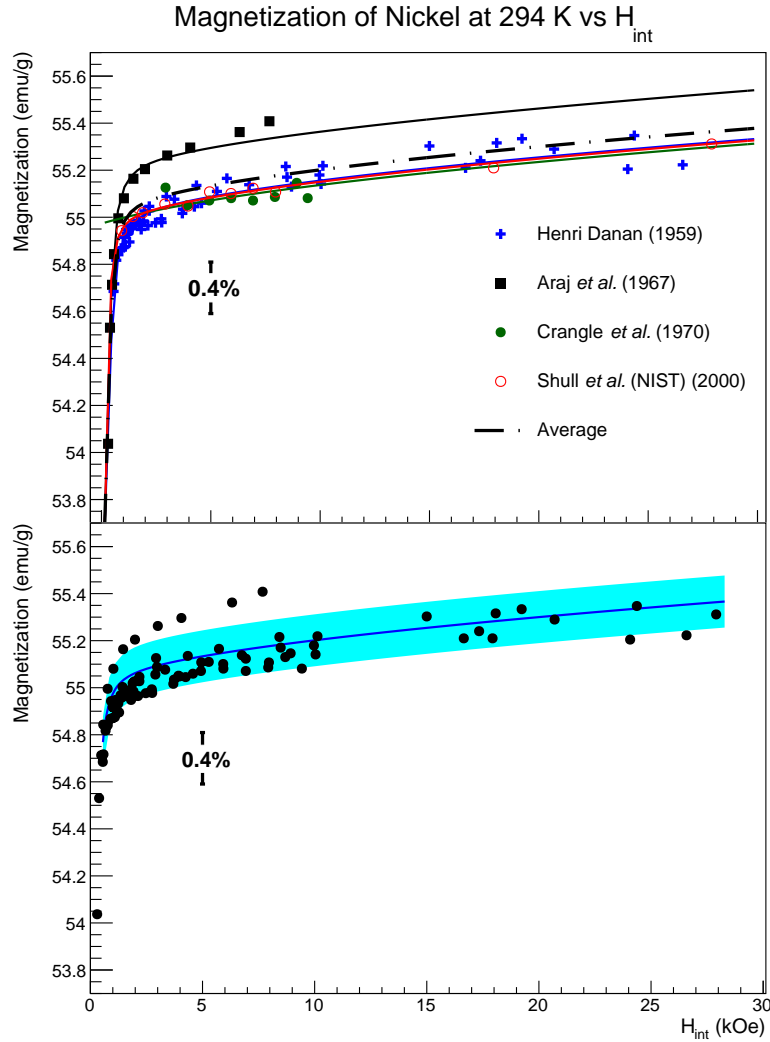 Magnetization of Nickel at 294 K vs H_int
Magnetization (emu/g)
55.6
55.4
55.2
55
54.8
54.6
54.4
54.2
54
53.8
0.4%
Henri Danan (1959)
Araj et al. (1967)
Crangle et al. (1970)
Shull et al. (NIST) (2000)
Average
Magnetization (emu/g)
55.6
55.4
55.2
55
54.8
54.6
54.4
54.2
54
53.8
0.4%
0 5 10 15 20 25 30
H_int (kOe)